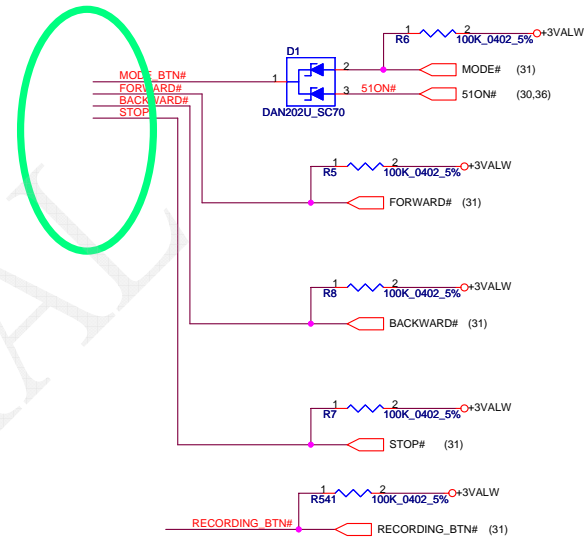 1 2 +3VALW
R6 100K_0402_5%
D1
MODE_BTN# 1 2 MODE# (31)
FORWARD# 3 51ON# 51ON# (30,36)
BACKWARD#
STOP#
DAN202U_SC70
1 2 +3VALW
R5 100K_0402_5%
FORWARD# (31)
1 2 +3VALW
R8 100K_0402_5%
BACKWARD# (31)
1 2 +3VALW
R7 100K_0402_5%
STOP# (31)
1 2 +3VALW
R541 100K_0402_5%
RECORDING_BTN# RECORDING_BTN# (31)